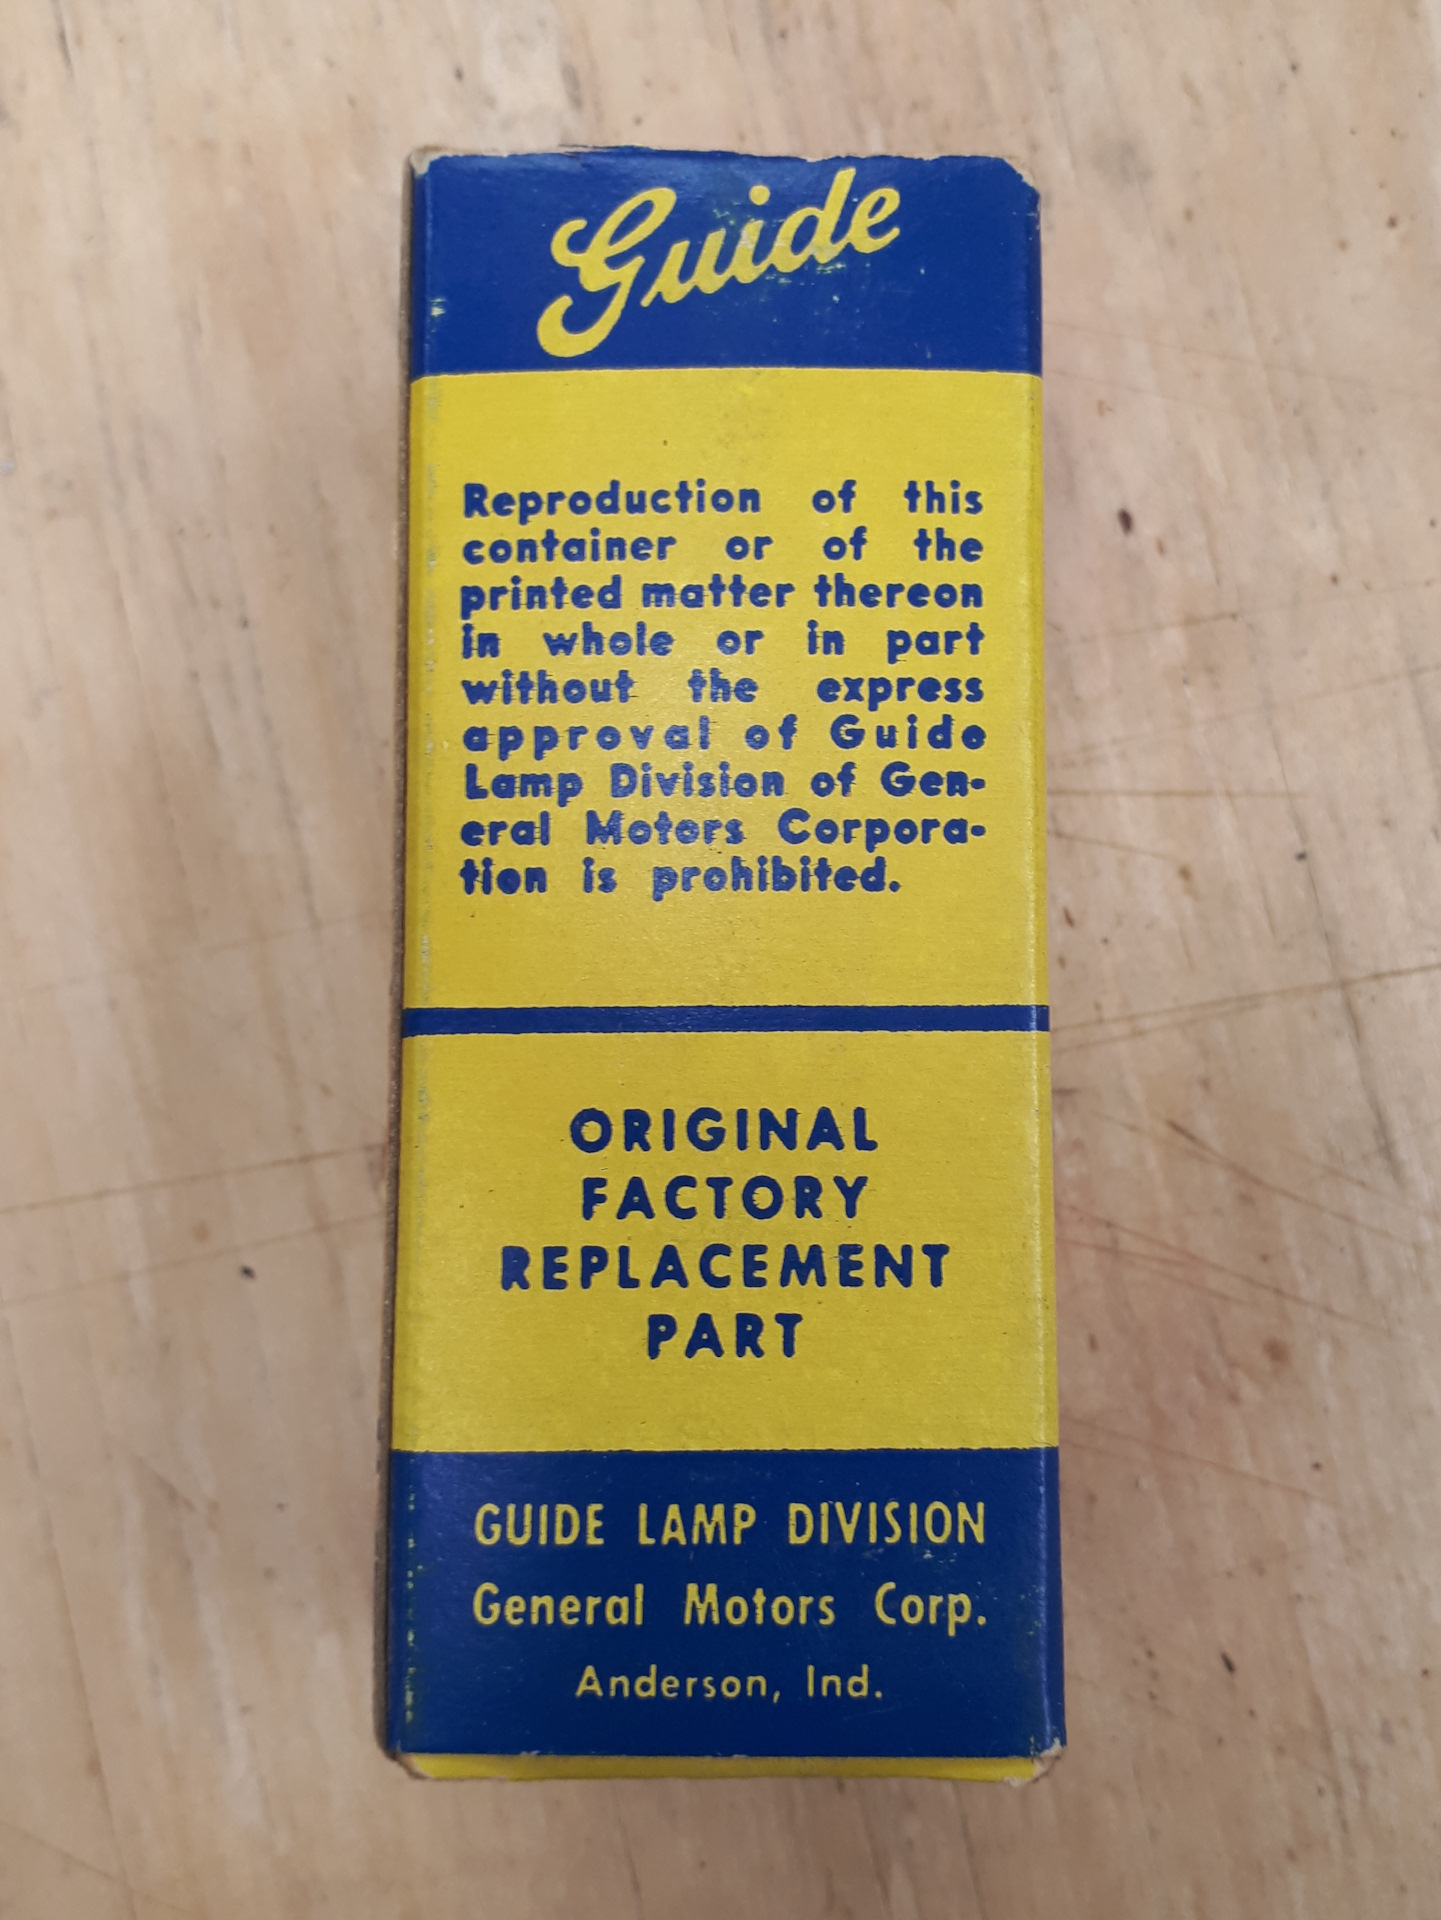 Guide
Reproduction of this
container or of the
printed matter thereon
in whole or in part
without the express
approval of Guide
Lamp Division of Gen-
eral Motors Corpora-
tion is prohibited.
ORIGINAL
FACTORY
REPLACEMENT
PART
GUIDE LAMP DIVISION
General Motors Corp.
Anderson, Ind.